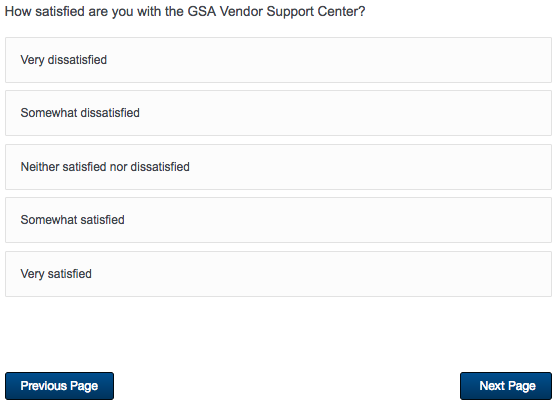 How satisfied are you with the GSA Vendor Support Center?
Very dissatisfied
Somewhat dissatisfied
Neither satisfied nor dissatisfied
Somewhat satisfied
Very satisfied
Previous Page
Next Page